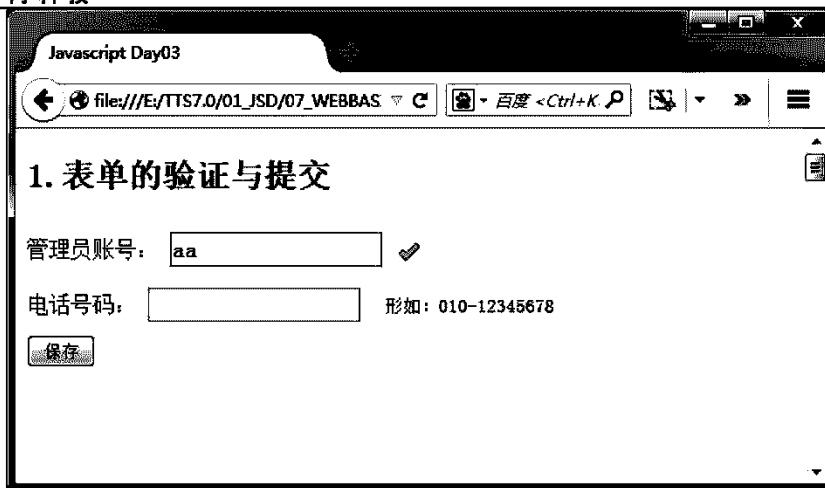 Javascript Day03
file:///E:/TTS7.0/01_JSD/07_WEBBAS
百度 <Ctrl+K
1. 表单的验证与提交
管理员账号： aa
电话号码： 形如：010-12345678
保存